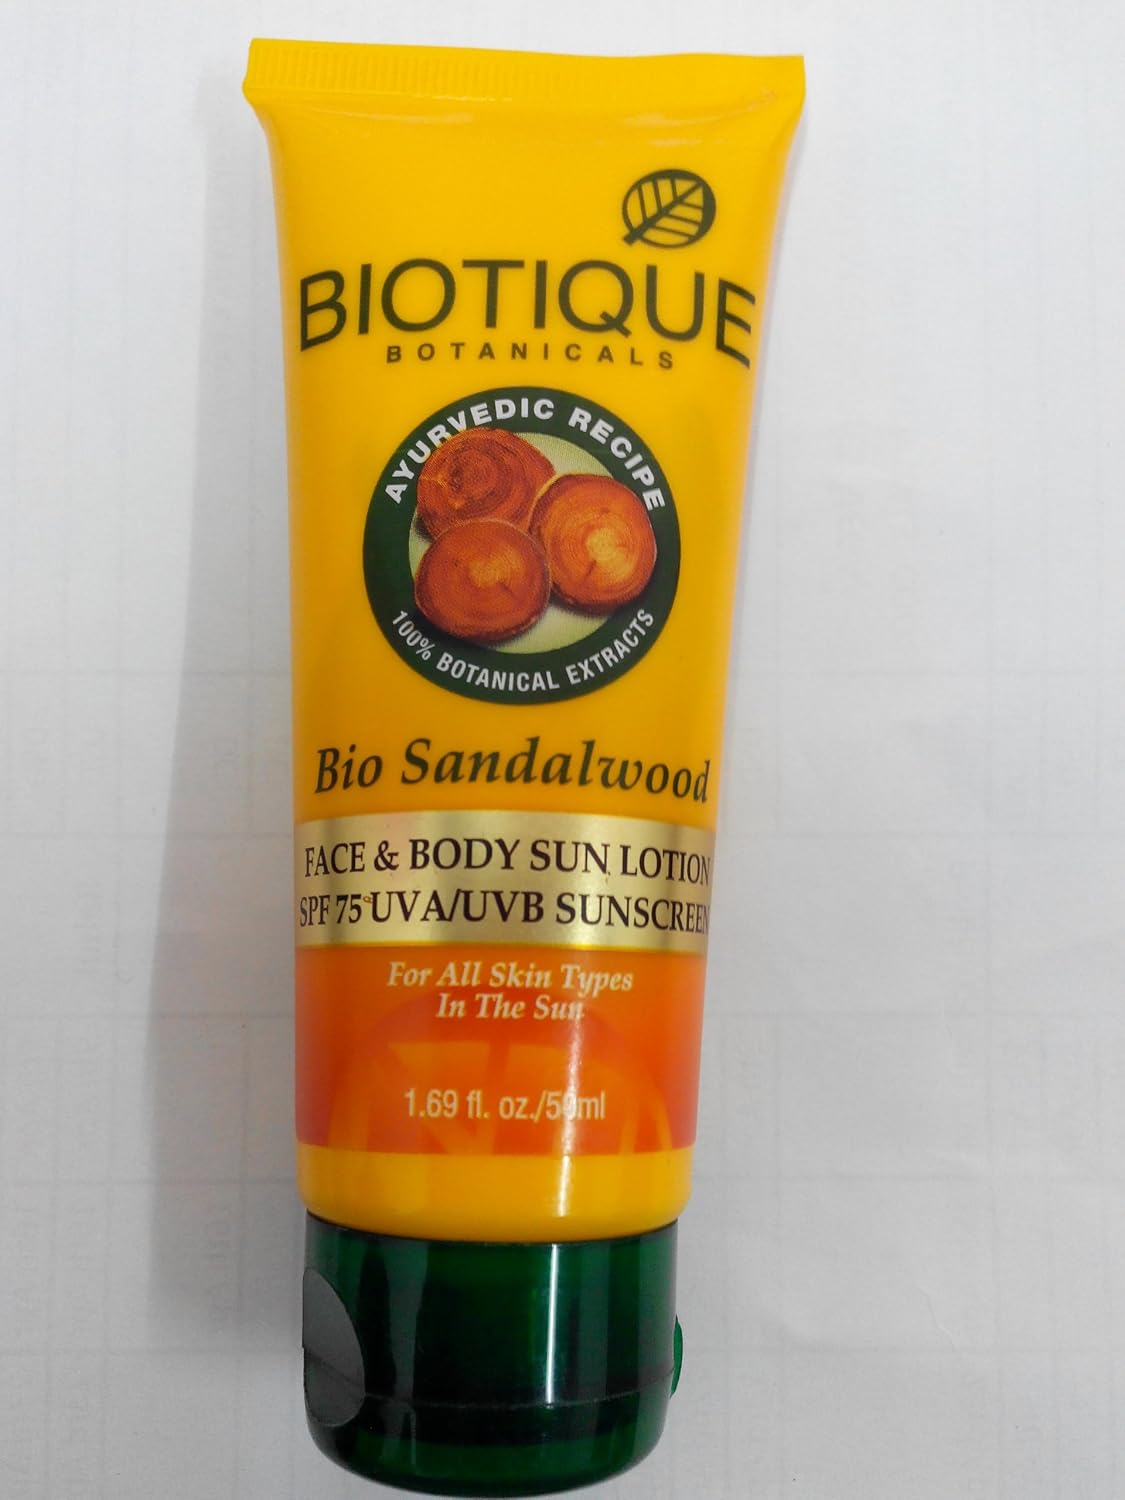 BIOTIQUE
BOTANICALS
AYURVEDIC RECIPE
100% BOTANICAL EXTRACTS
Bio Sandalwood
FACE & BODY SUN LOTION
SPF 75 UVA/UVB SUNSCREEN
For All Skin Types
In The Sun
1.69 fl. oz./50ml